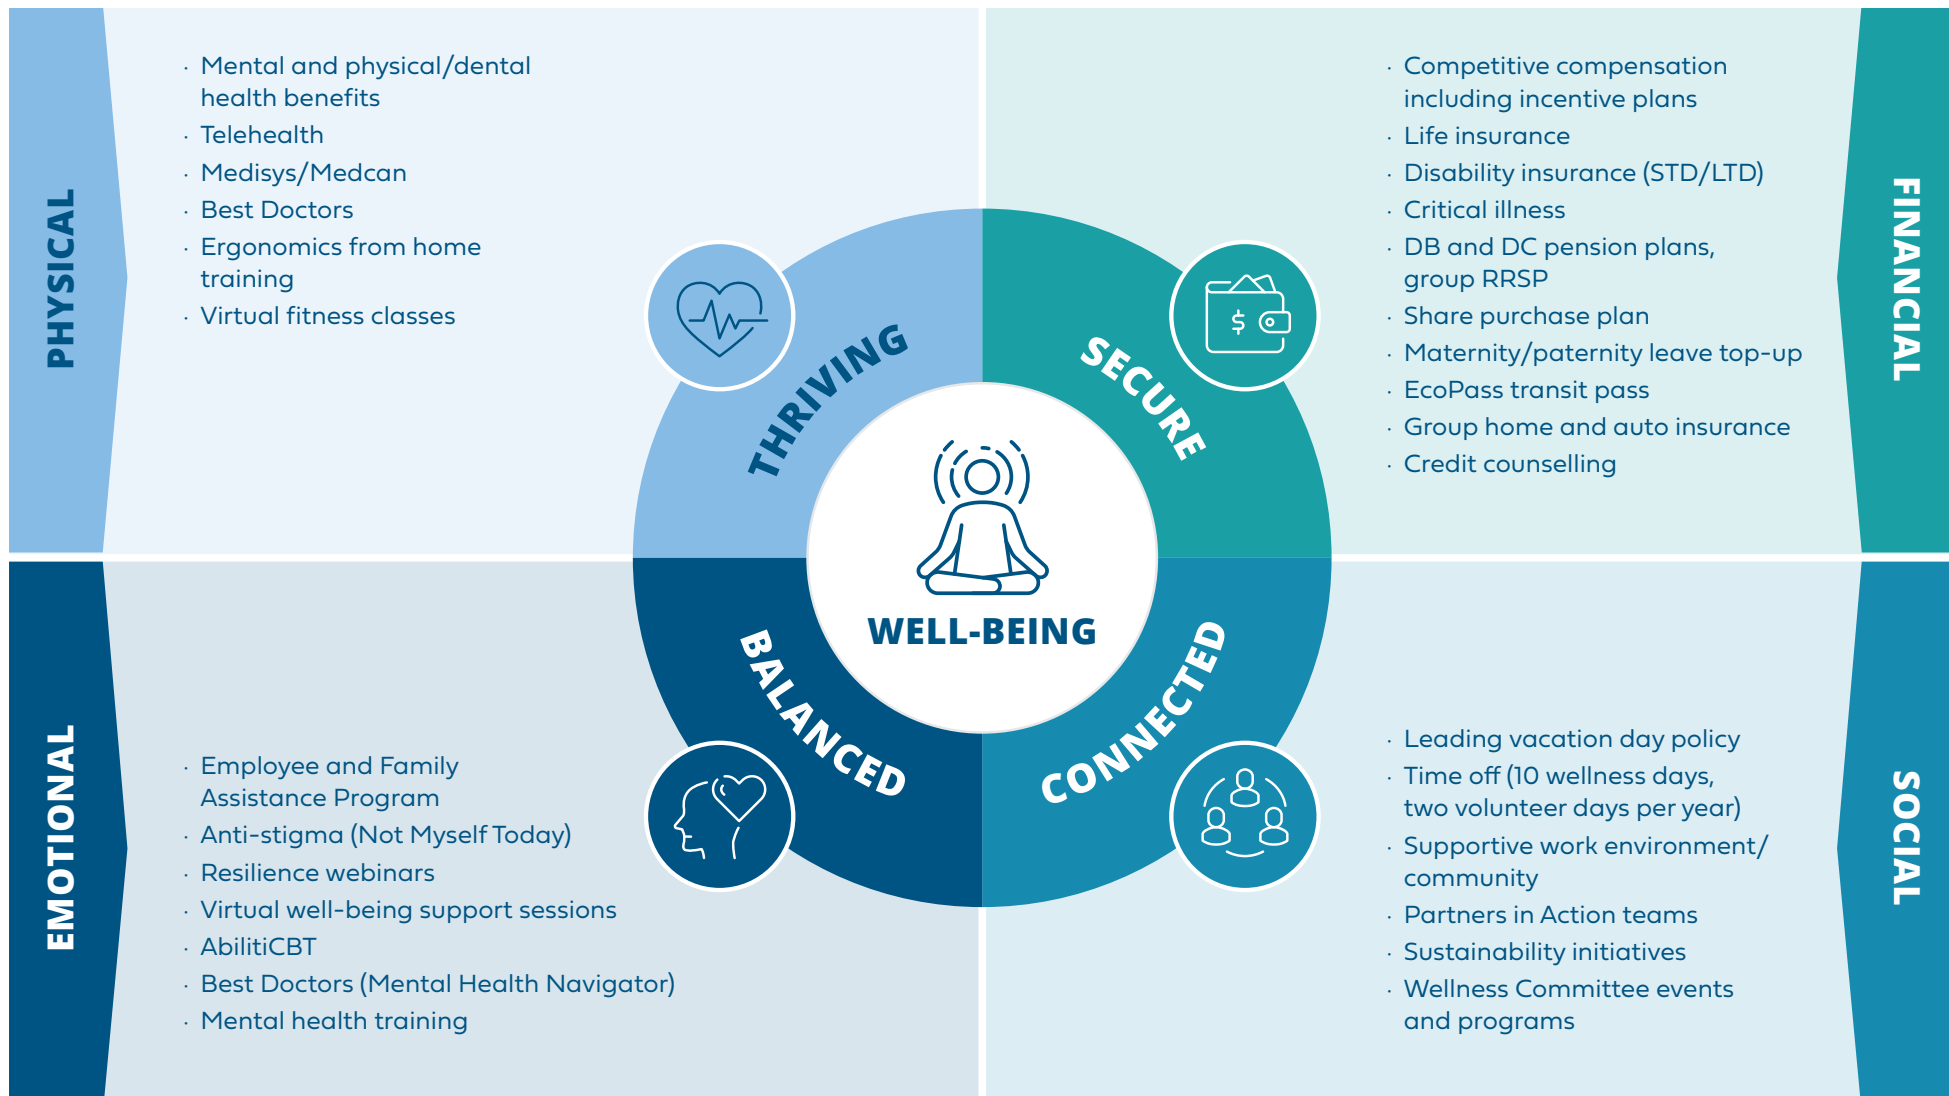 PHYSICAL
· Mental and physical/dental
health benefits
· Telehealth
· Medisys/Medcan
· Best Doctors
· Ergonomics from home
training
· Virtual fitness classes
THRIVING
FINANCIAL
· Competitive compensation
including incentive plans
· Life insurance
· Disability insurance (STD/LTD)
· Critical illness
· DB and DC pension plans,
group RRSP
· Share purchase plan
· Maternity/paternity leave top-up
· EcoPass transit pass
· Group home and auto insurance
· Credit counselling
SECURE
$
WELL-BEING
EMOTIONAL
· Employee and Family
Assistance Program
· Anti-stigma (Not Myself Today)
· Resilience webinars
· Virtual well-being support sessions
· AbilitiCBT
· Best Doctors (Mental Health Navigator)
· Mental health training
BALANCED
SOCIAL
· Leading vacation day policy
· Time off (10 wellness days,
two volunteer days per year)
· Supportive work environment/
community
· Partners in Action teams
· Sustainability initiatives
· Wellness Committee events
and programs
CONNECTED